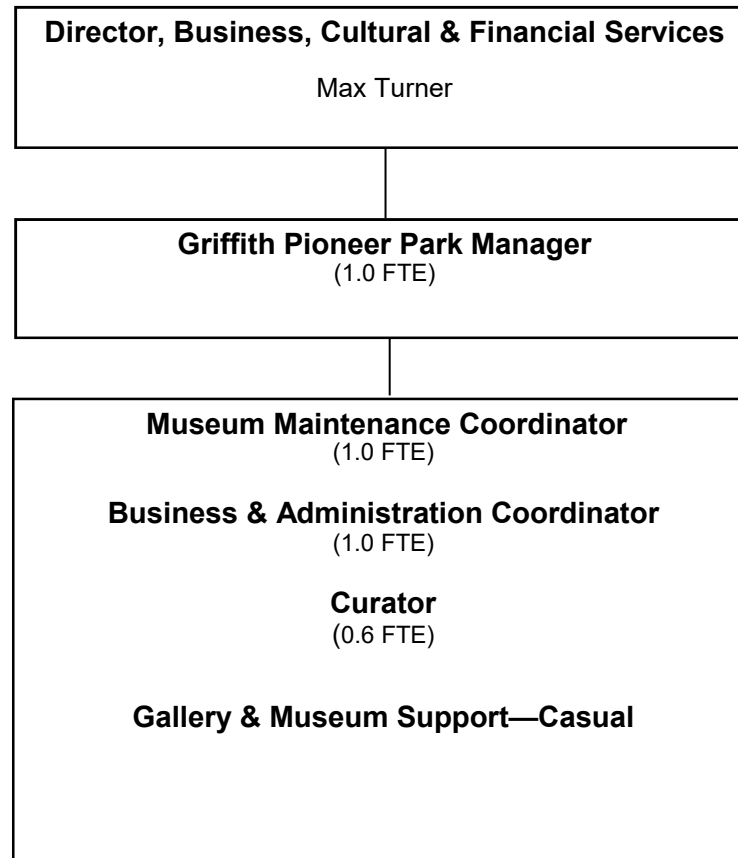 Director, Business, Cultural & Financial Services
Max Turner
Griffith Pioneer Park Manager
(1.0 FTE)
Museum Maintenance Coordinator
(1.0 FTE)
Business & Administration Coordinator
(1.0 FTE)
Curator
(0.6 FTE)
Gallery & Museum Support—Casual